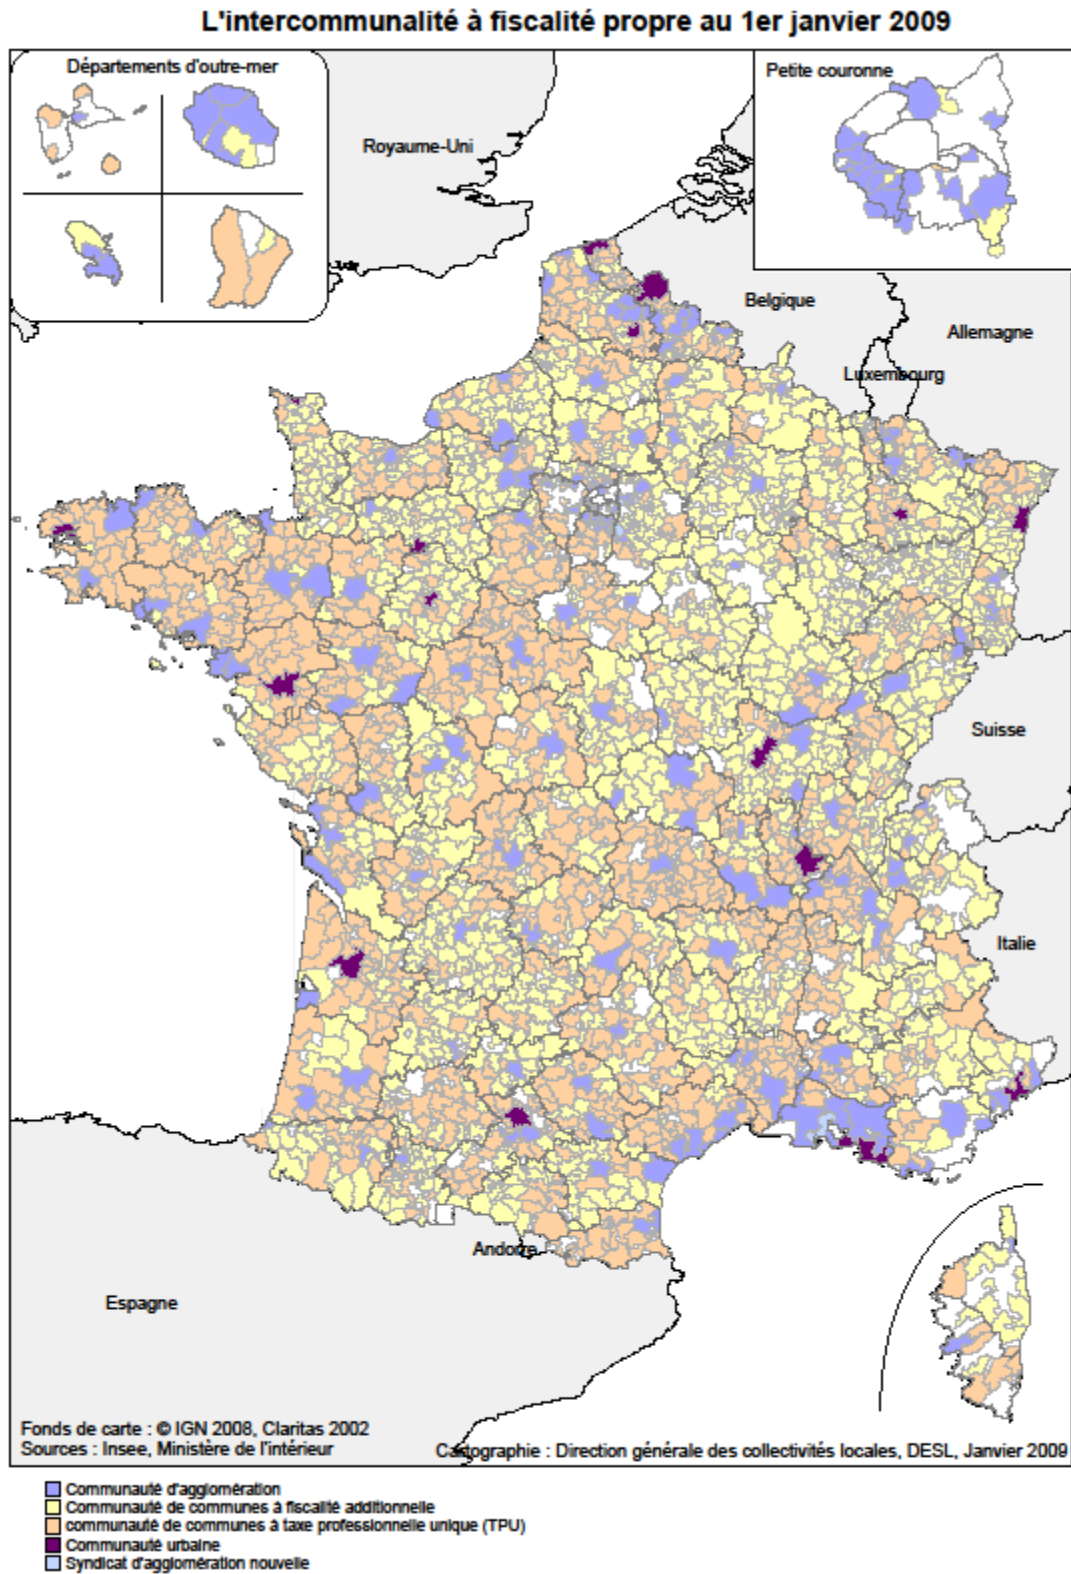 L'intercommunalité à fiscalité propre au 1er janvier 2009
Départements d'outre-mer
Petite couronne
Royaume-Uni
Belgique
Allemagne
Luxembourg
Suisse
Italie
Andorre
Espagne
Fonds de carte : © IGN 2008, Claritas 2002
Sources : Insee, Ministère de l'intérieur
Cartographie : Direction générale des collectivités locales, DESL, Janvier 2009
Communauté d'agglomération
Communauté de communes à fiscalité additionnelle
communauté de communes à taxe professionnelle unique (TPU)
Communauté urbaine
Syndicat d'agglomération nouvelle